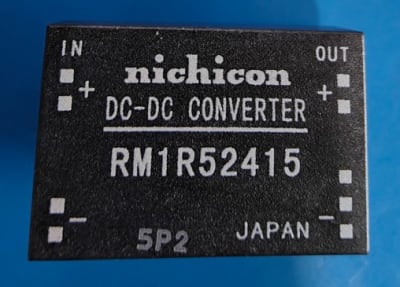 IN OUT
nichicon
+ +
DC-DC CONVERTER
RM1R52415
- -
5P2 JAPAN